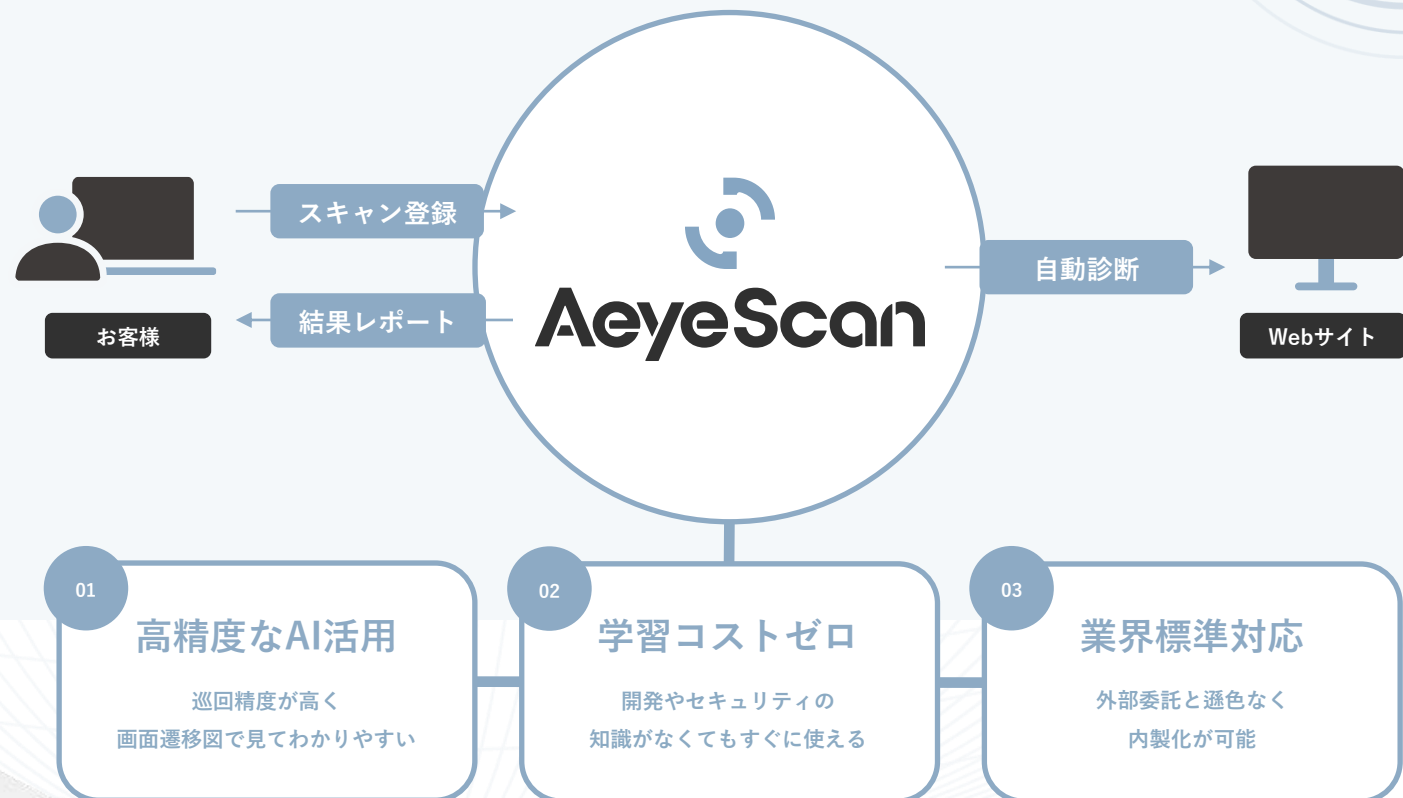 スキャン登録
結果レポート
お客様
AeyeScan
自動診断
Webサイト
01
高精度なAI活用
巡回精度が高く
画面遷移図で見てわかりやすい
02
学習コストゼロ
開発やセキュリティの
知識がなくてもすぐに使える
03
業界標準対応
外部委託と遜色なく
内製化が可能